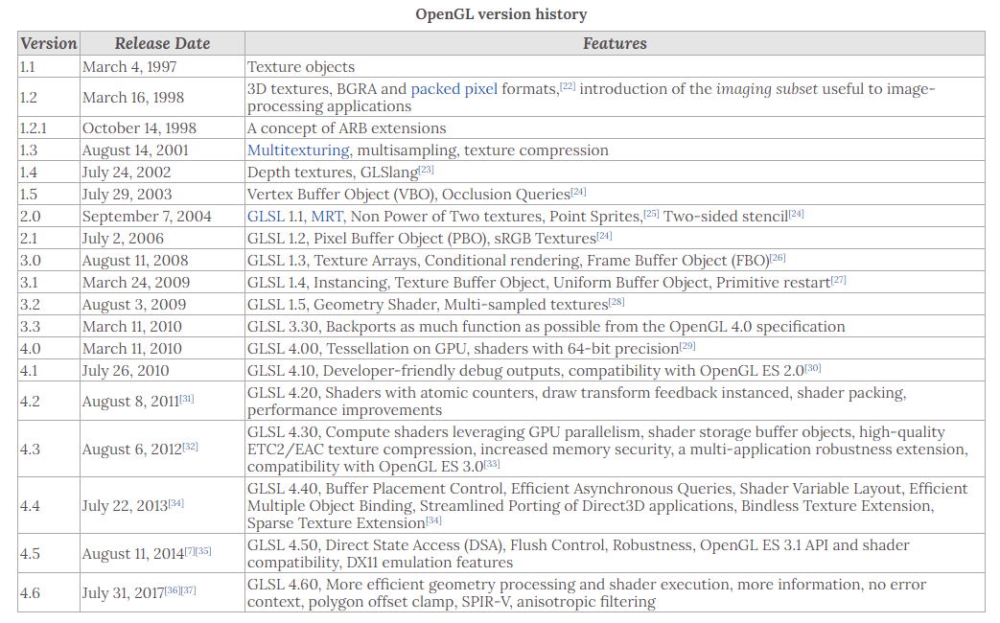 OpenGL version history
Version Release Date Features
1.1 March 4, 1997 Texture objects
1.2 March 16, 1998 3D textures, BGRA and packed pixel formats,[22] introduction of the imaging subset useful to image-
processing applications
1.2.1 October 14, 1998 A concept of ARB extensions
1.3 August 14, 2001 Multitexturing, multisampling, texture compression
1.4 July 24, 2002 Depth textures, GLSlang[23]
1.5 July 29, 2003 Vertex Buffer Object (VBO), Occlusion Queries[24]
2.0 September 7, 2004 GLSL 1.1, MRT, Non Power of Two textures, Point Sprites,[25] Two-sided stencil[24]
2.1 July 2, 2006 GLSL 1.2, Pixel Buffer Object (PBO), sRGB Textures[24]
3.0 August 11, 2008 GLSL 1.3, Texture Arrays, Conditional rendering, Frame Buffer Object (FBO)[26]
3.1 March 24, 2009 GLSL 1.4, Instancing, Texture Buffer Object, Uniform Buffer Object, Primitive restart[27]
3.2 August 3, 2009 GLSL 1.5, Geometry Shader, Multi-sampled textures[28]
3.3 March 11, 2010 GLSL 3.30, Backports as much function as possible from the OpenGL 4.0 specification
4.0 March 11, 2010 GLSL 4.00, Tessellation on GPU, shaders with 64-bit precision[29]
4.1 July 26, 2010 GLSL 4.10, Developer-friendly debug outputs, compatibility with OpenGL ES 2.0[30]
4.2 August 8, 2011[31] GLSL 4.20, Shaders with atomic counters, draw transform feedback instanced, shader packing,
performance improvements
4.3 August 6, 2012[32] GLSL 4.30, Compute shaders leveraging GPU parallelism, shader storage buffer objects, high-quality
ETC2/EAC texture compression, increased memory security, a multi-application robustness extension,
compatibility with OpenGL ES 3.0[33]
4.4 July 22, 2013[34] GLSL 4.40, Buffer Placement Control, Efficient Asynchronous Queries, Shader Variable Layout, Efficient
Multiple Object Binding, Streamlined Porting of Direct3D applications, Bindless Texture Extension,
Sparse Texture Extension[34]
4.5 August 11, 2014[7][35] GLSL 4.50, Direct State Access (DSA), Flush Control, Robustness, OpenGL ES 3.1 API and shader
compatibility, DX11 emulation features
4.6 July 31, 2017[36][37] GLSL 4.60, More efficient geometry processing and shader execution, more information, no error
context, polygon offset clamp, SPIR-V, anisotropic filtering